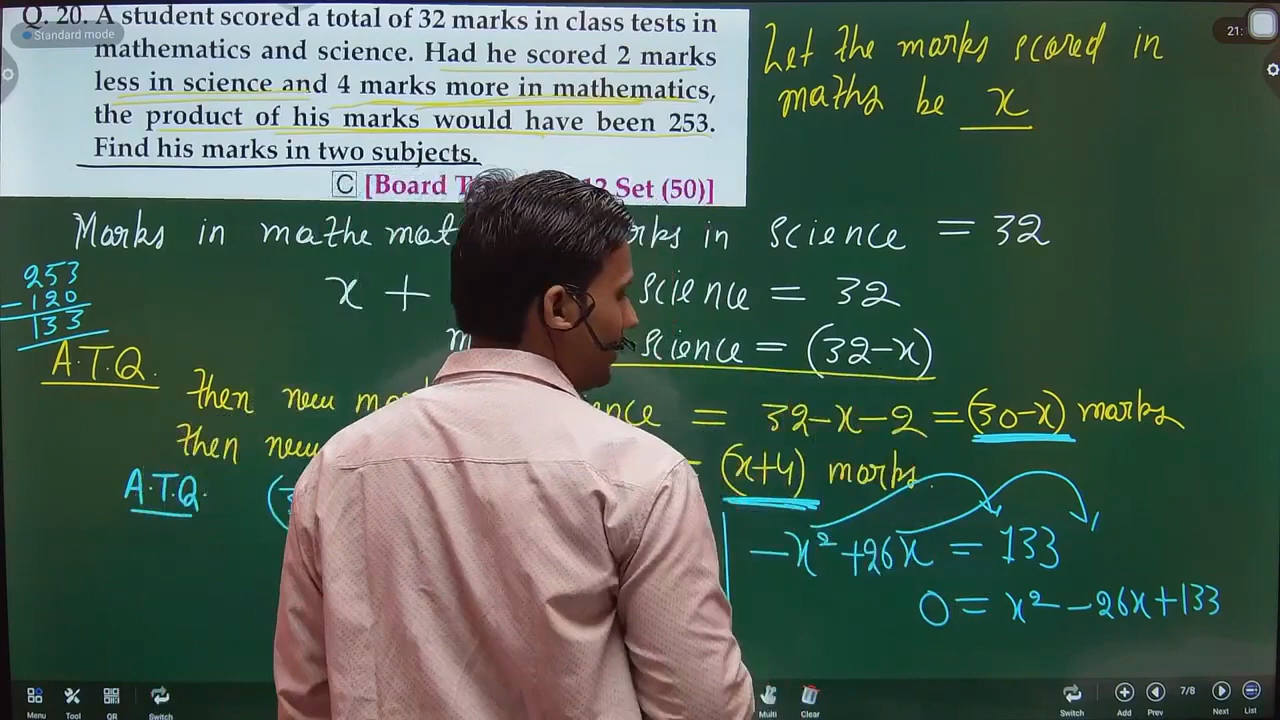 Q. 20. A student scored a total of 32 marks in class tests in
mathematics and science. Had he scored 2 marks
less in science and 4 marks more in mathematics,
the product of his marks would have been 253.
Find his marks in two subjects.
C [Board T 12 Set (50)]
Standard mode
21:
Let the marks scored in
maths be x
Marks in mathemat rks in science = 32
x + science = 32
m science = (32-x)
253
-120
133
A.T.Q.
then new ma nce = 32-x-2 = (30-x) marks
then new = (x+4) marks.
A.T.Q. (3
-x²+26x = 133
0 = x²-26x+133
Menu Tool QR Switch Multi Clear Switch Add Prev 7/8 Next List